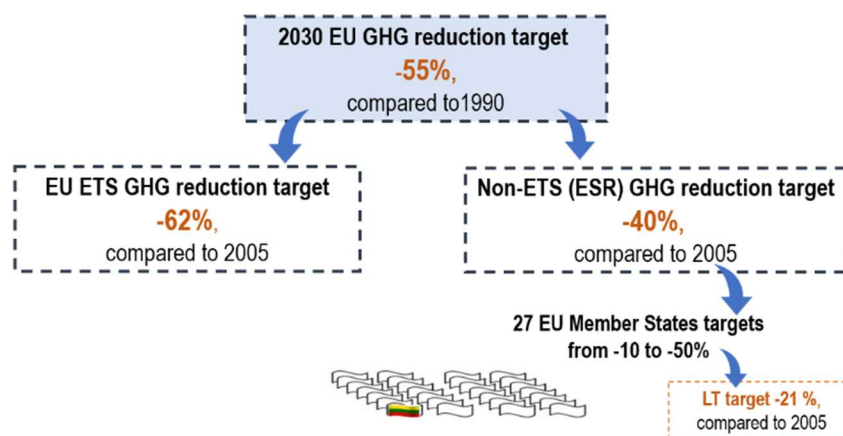 2030 EU GHG reduction target
-55%,
compared to1990
EU ETS GHG reduction target
-62%,
compared to 2005
Non-ETS (ESR) GHG reduction target
-40%,
compared to 2005
27 EU Member States targets
from -10 to -50%
LT target -21 %,
compared to 2005